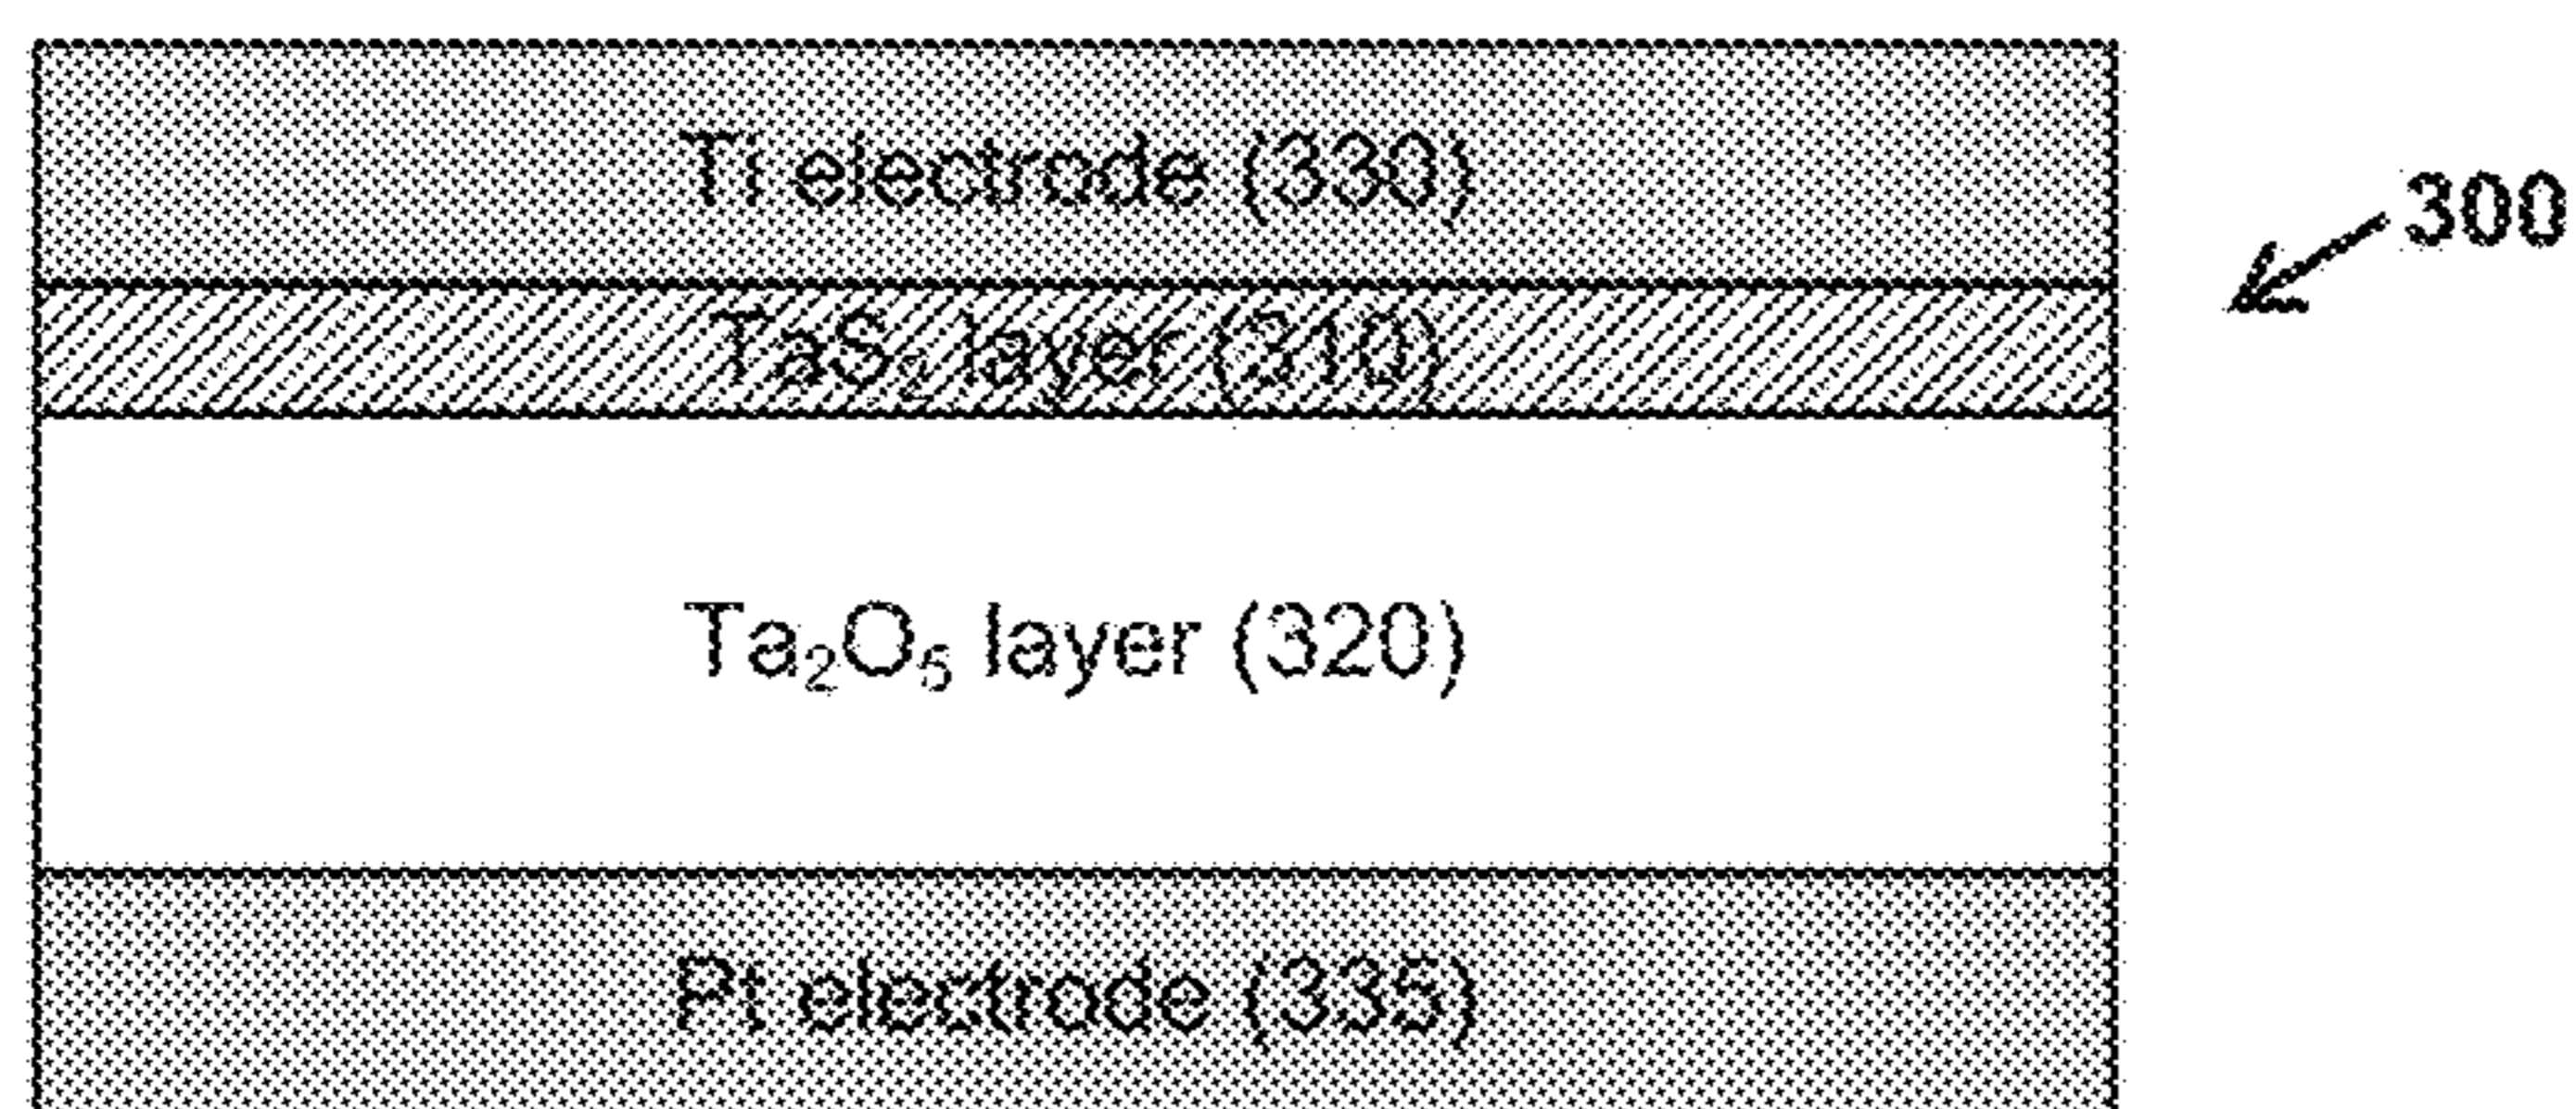 Ti electrode (330)
300
TaS₂ layer (310)
Ta₂O₅ layer (320)
Pt electrode (335)